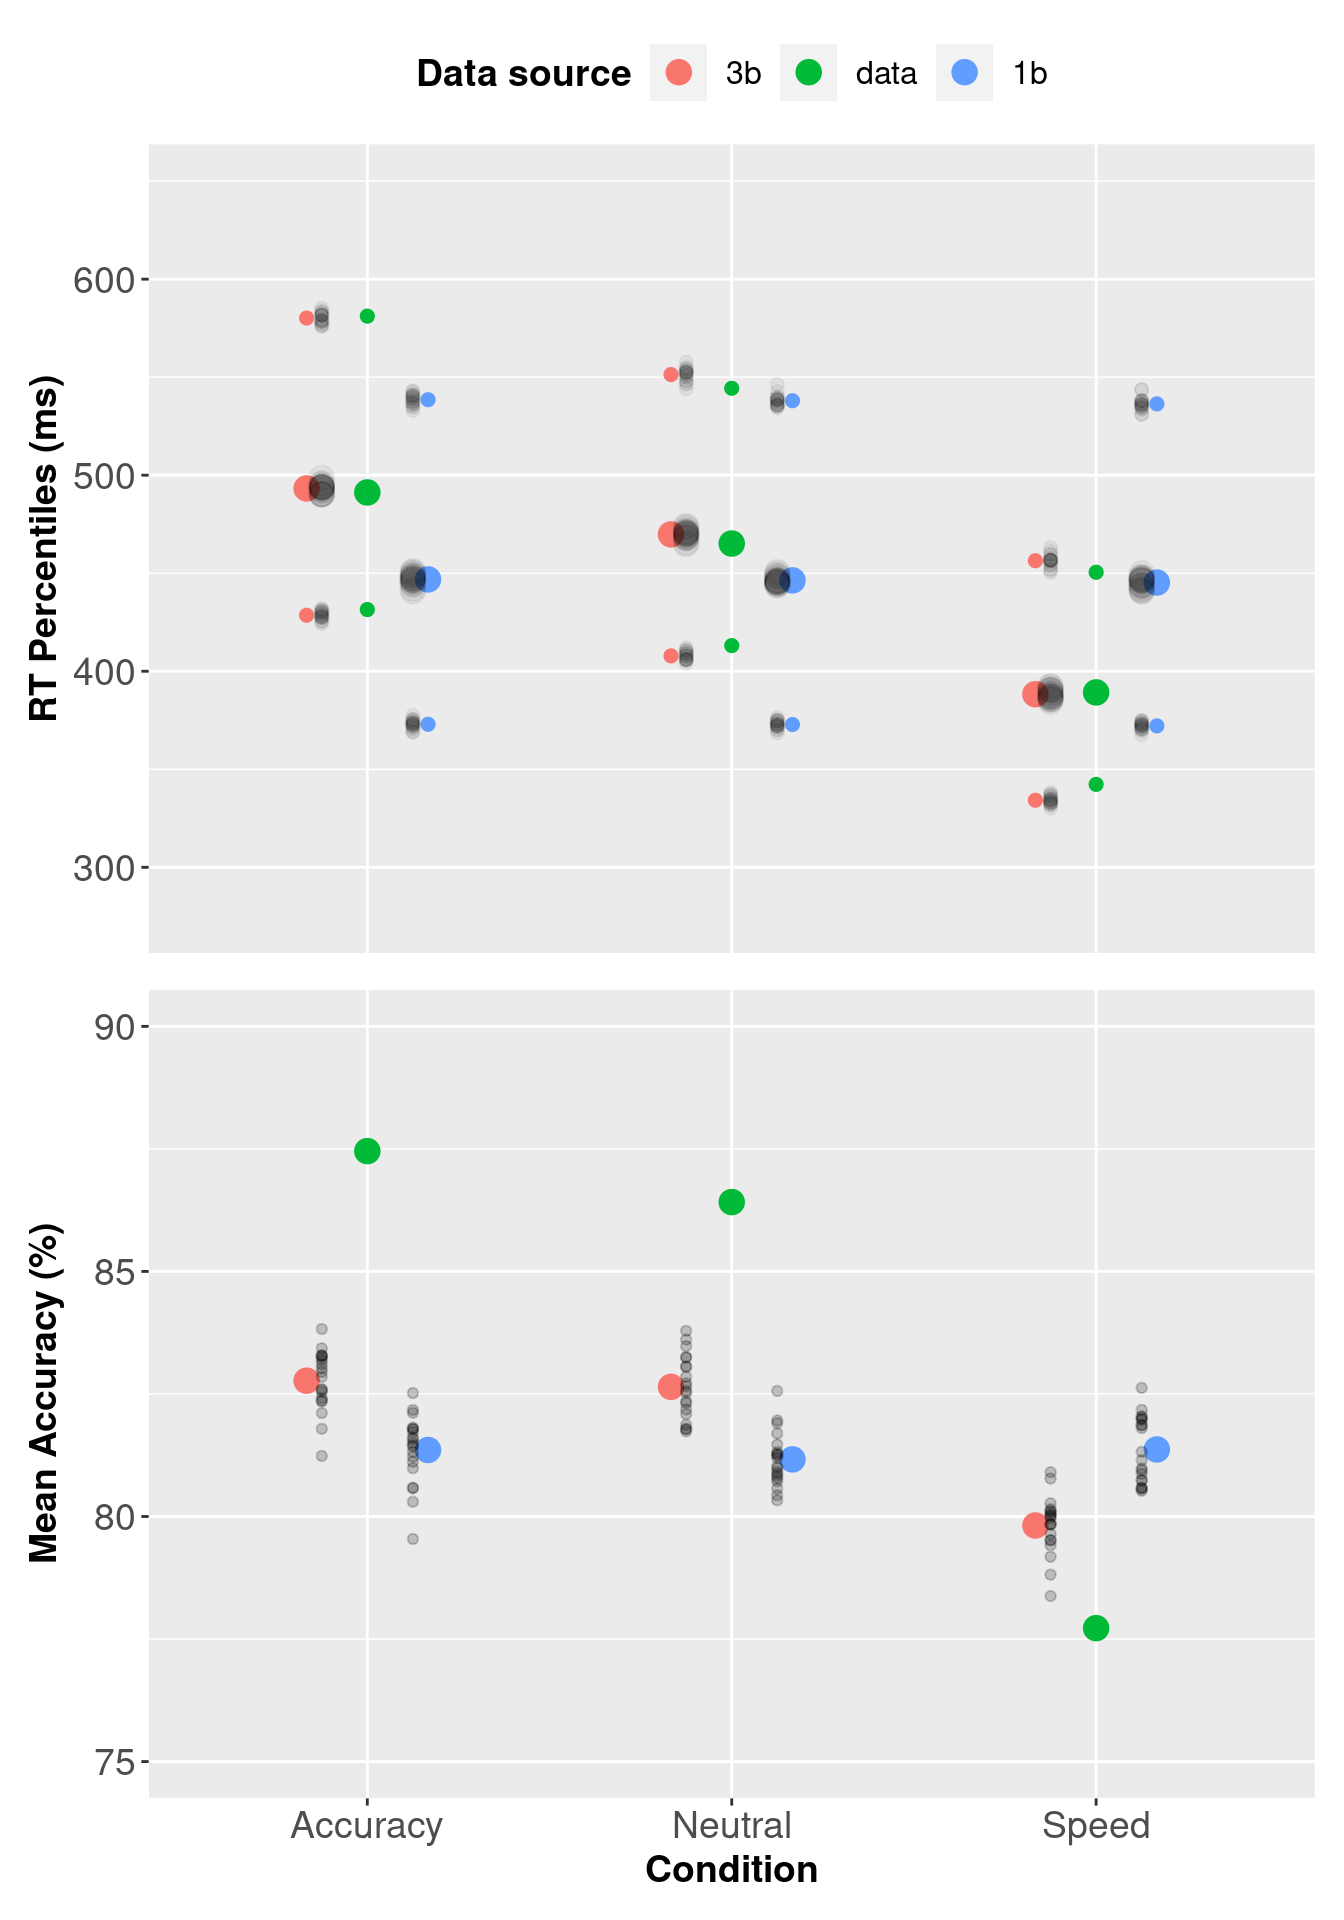 Data source 3b data 1b
RT Percentiles (ms)
600
500
400
300
Mean Accuracy (%)
90
85
80
75
Accuracy Neutral Speed
Condition